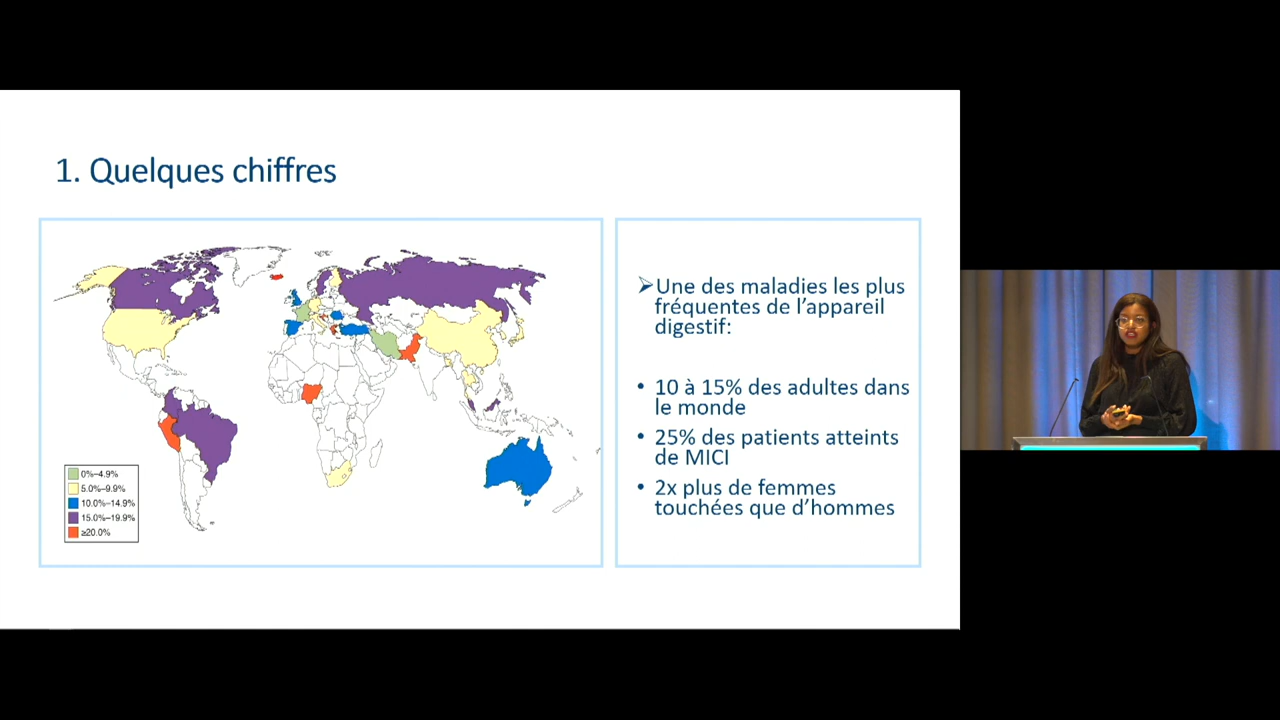 1. Quelques chiffres
0%–4.9%
5.0%–9.9%
10.0%–14.9%
15.0%–19.9%
≥20.0%
➢Une des maladies les plus
fréquentes de l'appareil
digestif:
• 10 à 15% des adultes dans
le monde
• 25% des patients atteints
de MICI
• 2x plus de femmes
touchées que d'hommes